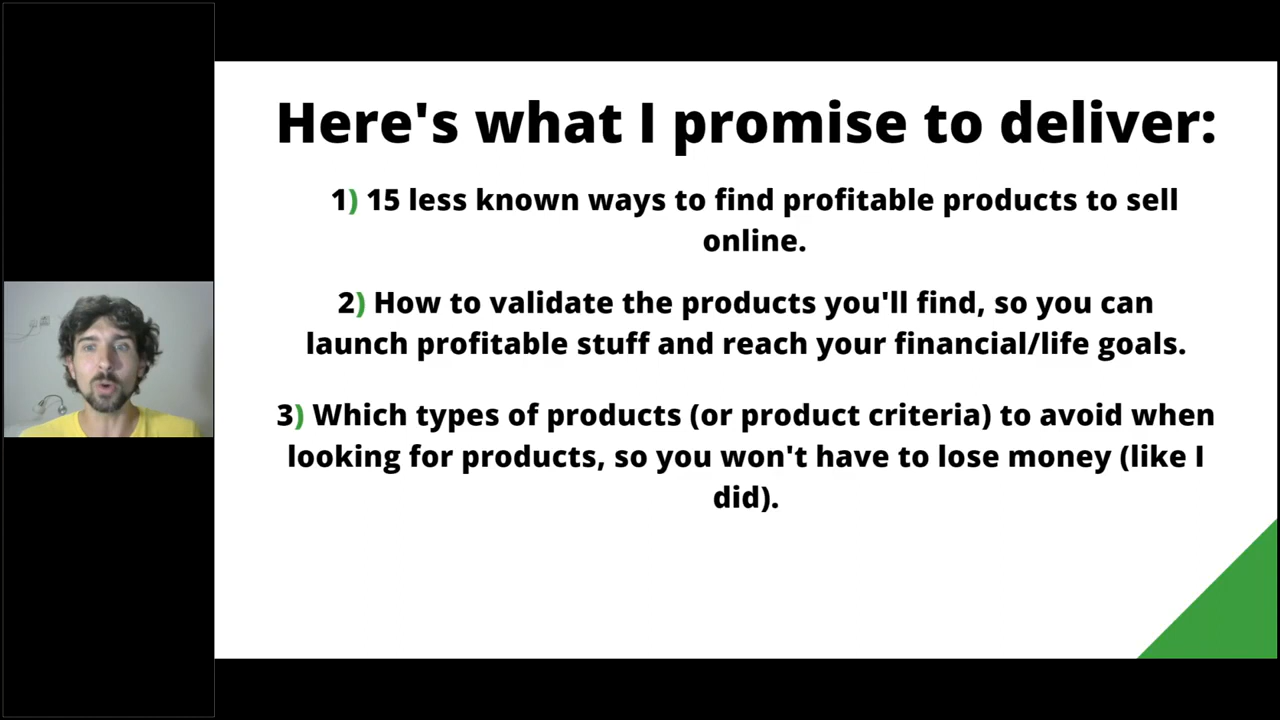 Here's what I promise to deliver:
1) 15 less known ways to find profitable products to sell
online.
2) How to validate the products you'll find, so you can
launch profitable stuff and reach your financial/life goals.
3) Which types of products (or product criteria) to avoid when
looking for products, so you won't have to lose money (like I
did).